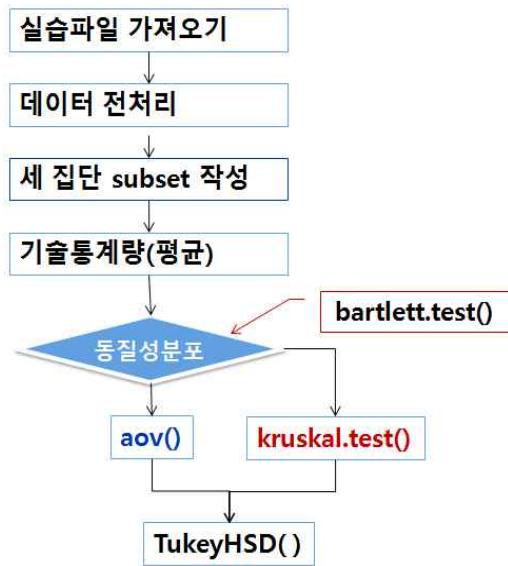 실습파일 가져오기
데이터 전처리
세 집단 subset 작성
기술통계량(평균)
bartlett.test()
동질성분포
aov()
kruskal.test()
TukeyHSD( )